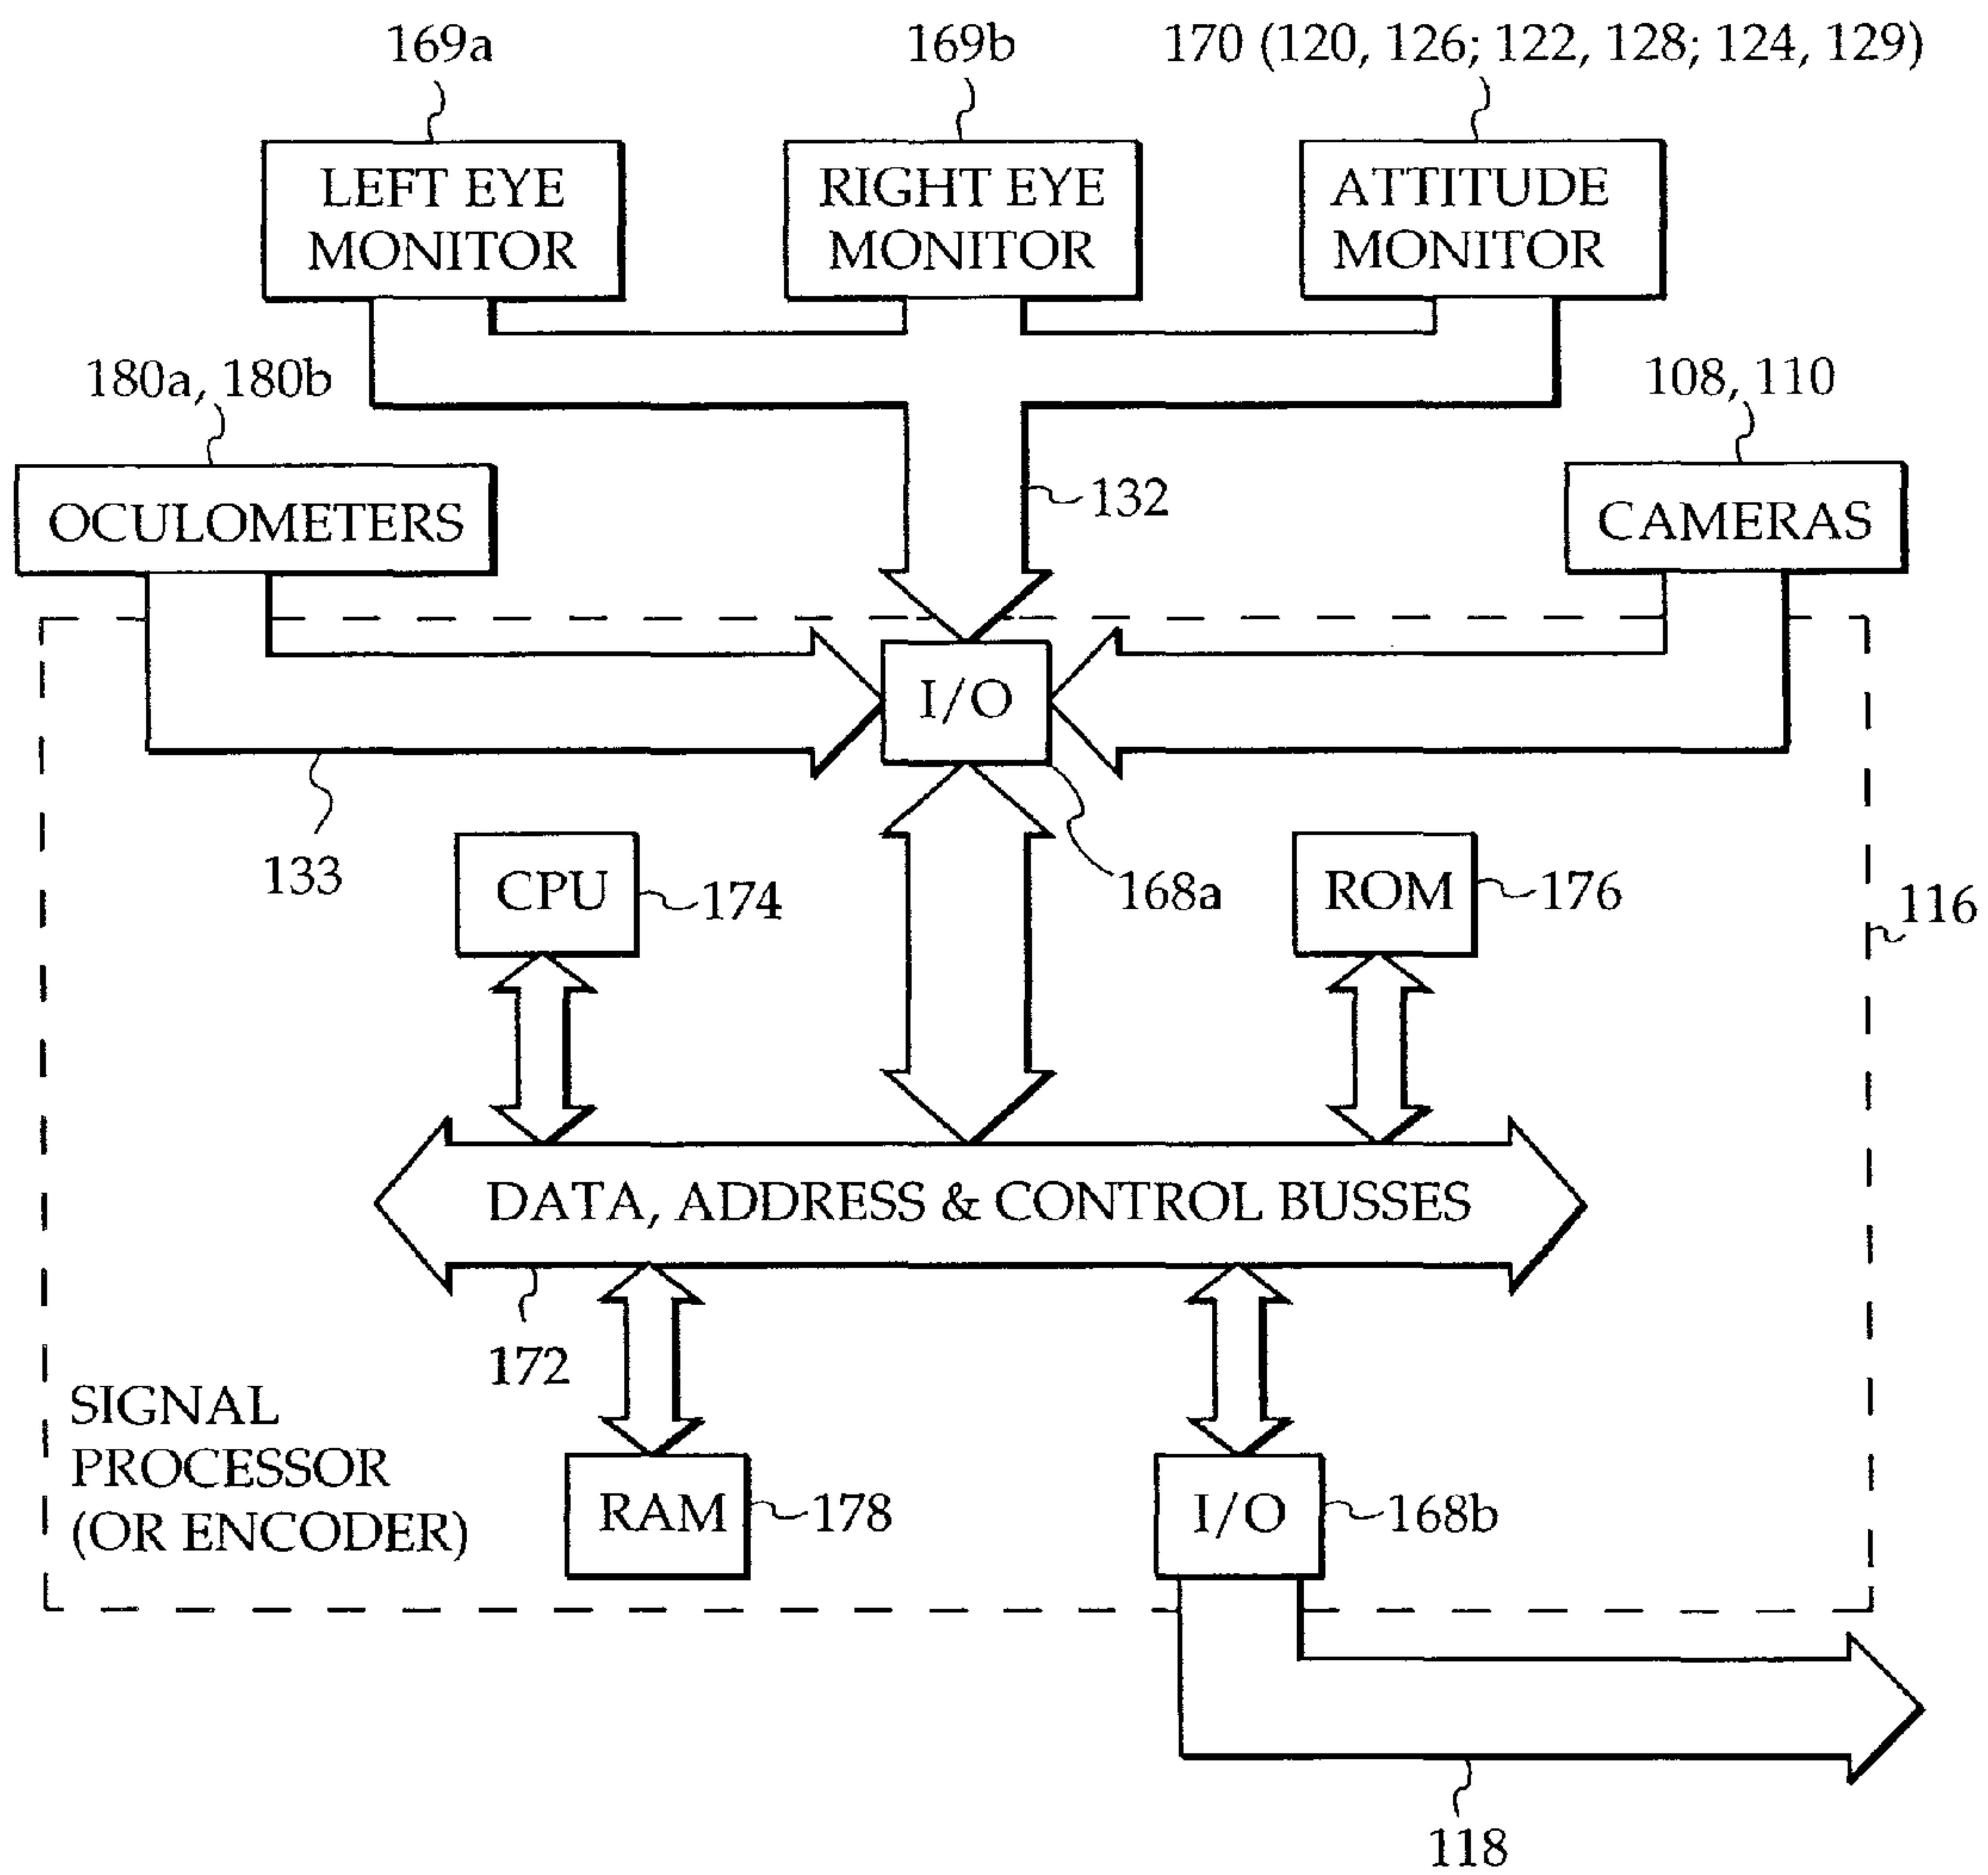 169a
169b
170 (120, 126; 122, 128; 124, 129)
LEFT EYE
MONITOR
RIGHT EYE
MONITOR
ATTITUDE
MONITOR
180a, 180b
108, 110
OCULOMETERS
132
CAMERAS
I/O
133
CPU
174
168a
ROM
176
116
DATA, ADDRESS & CONTROL BUSSES
172
SIGNAL
PROCESSOR
(OR ENCODER)
RAM
178
I/O
168b
118